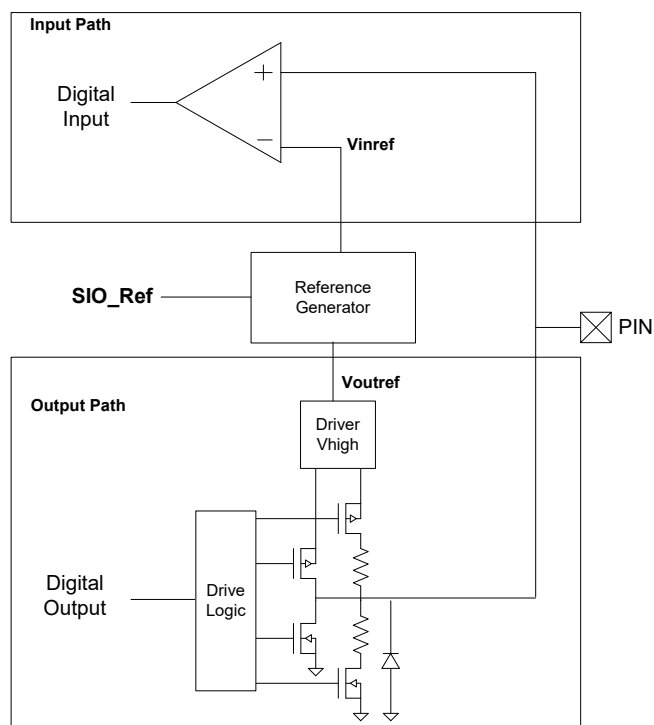 Input Path
+
Digital
Input
−
Vinref
Reference
Generator
SIO_Ref
PIN
Voutref
Output Path
Driver
Vhigh
Digital
Output
Drive
Logic